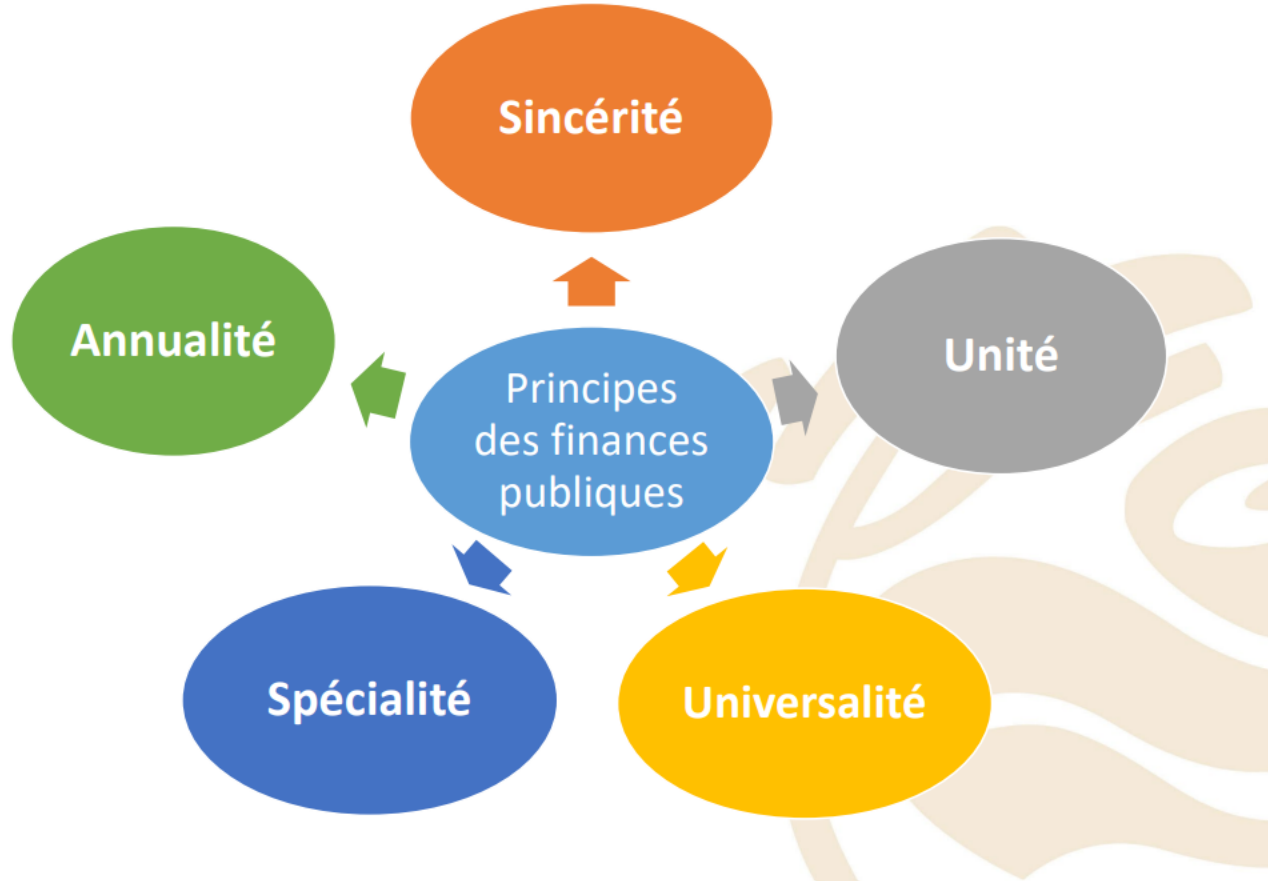 Sincérité
Annualité
Unité
Principes
des finances
publiques
Spécialité
Universalité